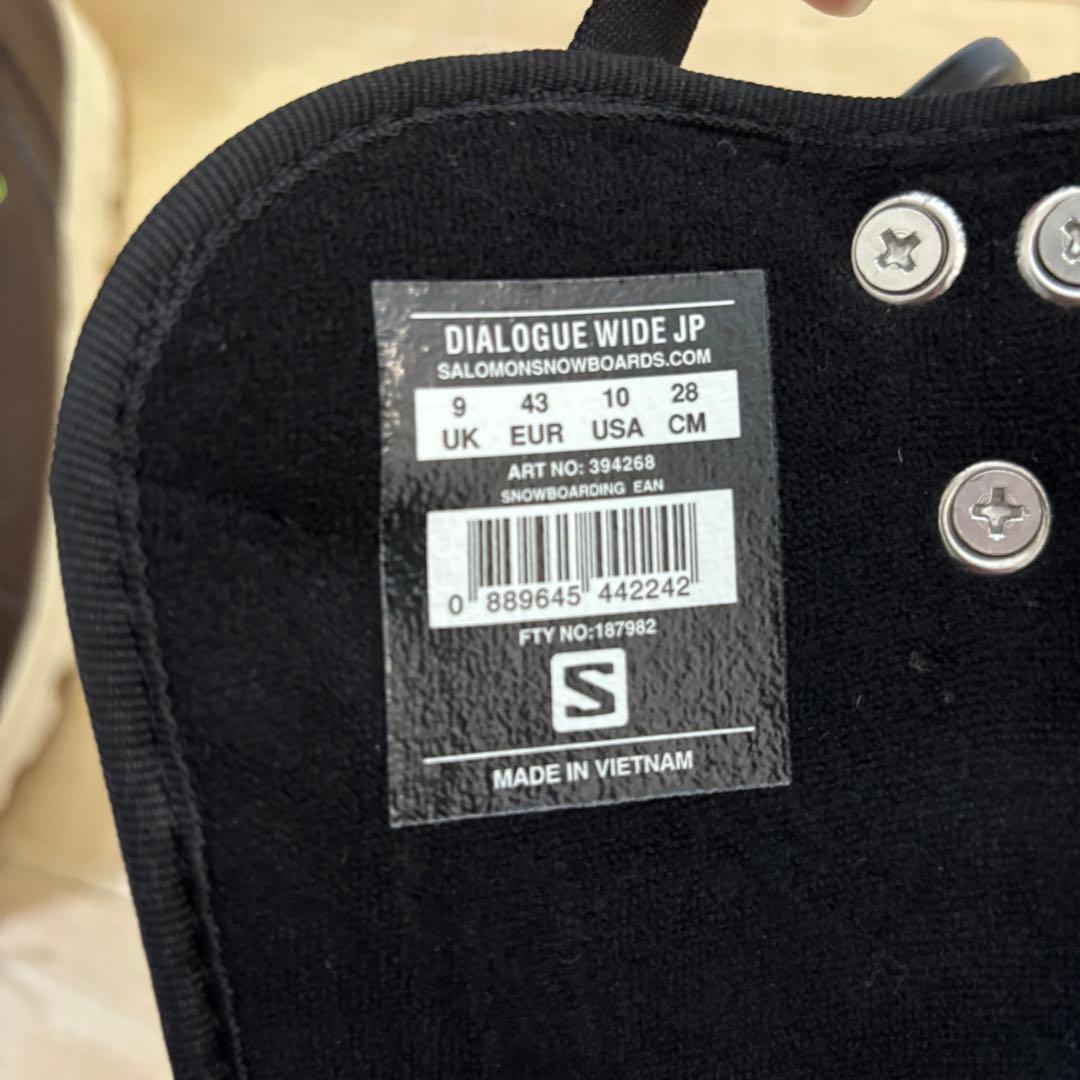 DIALOGUE WIDE JP
SALOMONSNOWBOARDS.COM
9 43 10 28
UK EUR USA CM
ART NO: 394268
SNOWBOARDING EAN
0 889645 442242
FTY NO:187982
S
MADE IN VIETNAM